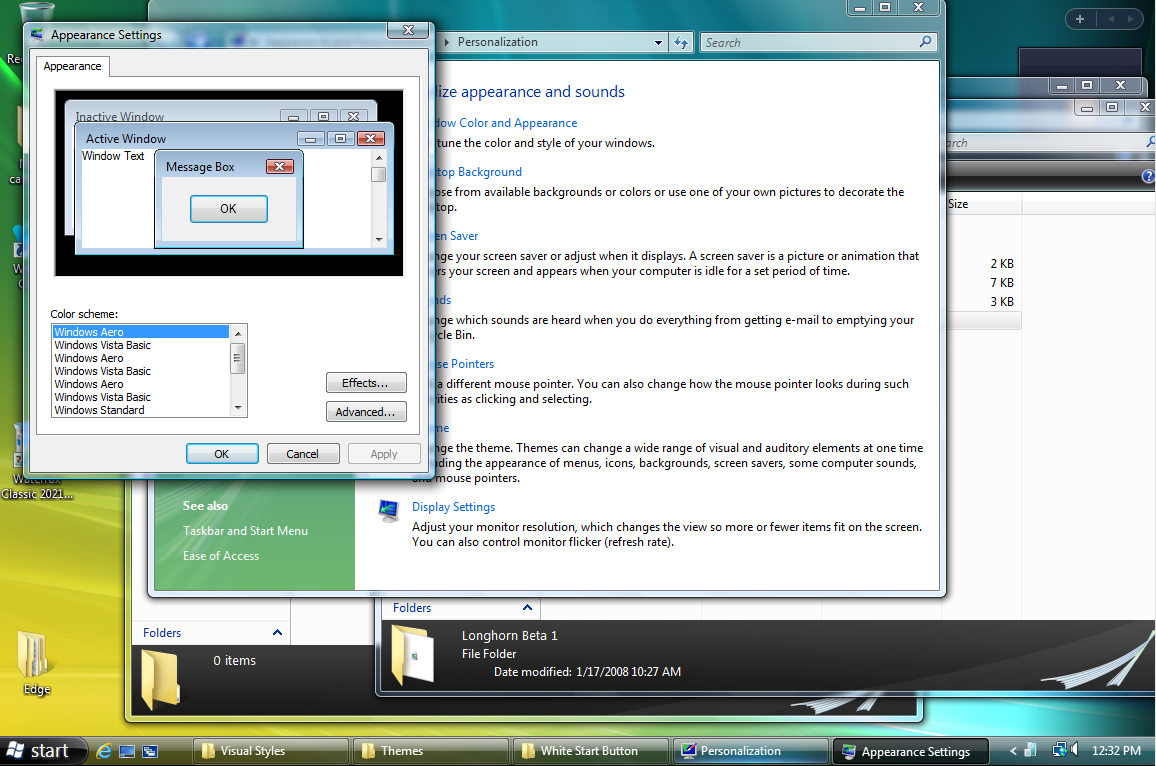 Appearance Settings
Appearance
Inactive Window
Active Window
Window Text
Message Box
OK
Color scheme:
Windows Aero
Windows Vista Basic
Windows Aero
Windows Vista Basic
Windows Aero
Windows Vista Basic
Windows Standard
Effects...
Advanced...
OK
Cancel
Apply
Personalization
Search
ize appearance and sounds
dow Color and Appearance
tune the color and style of your windows.
top Background
ose from available backgrounds or colors or use one of your own pictures to decorate the
top.
en Saver
nge your screen saver or adjust when it displays. A screen saver is a picture or animation that
ers your screen and appears when your computer is idle for a set period of time.
nds
nge which sounds are heard when you do everything from getting e-mail to emptying your
cle Bin.
se Pointers
a different mouse pointer. You can also change how the mouse pointer looks during such
ities as clicking and selecting.
me
nge the theme. Themes can change a wide range of visual and auditory elements at one time
uding the appearance of menus, icons, backgrounds, screen savers, some computer sounds,
and mouse pointers.
Display Settings
Adjust your monitor resolution, which changes the view so more or fewer items fit on the screen.
You can also control monitor flicker (refresh rate).
See also
Taskbar and Start Menu
Ease of Access
arch
Size
2 KB
7 KB
3 KB
Re
ca
W
Waterfox
Classic 2021...
Edge
Folders
0 items
Folders
Longhorn Beta 1
File Folder
Date modified: 1/17/2008 10:27 AM
start
Visual Styles
Themes
White Start Button
Personalization
Appearance Settings
12:32 PM